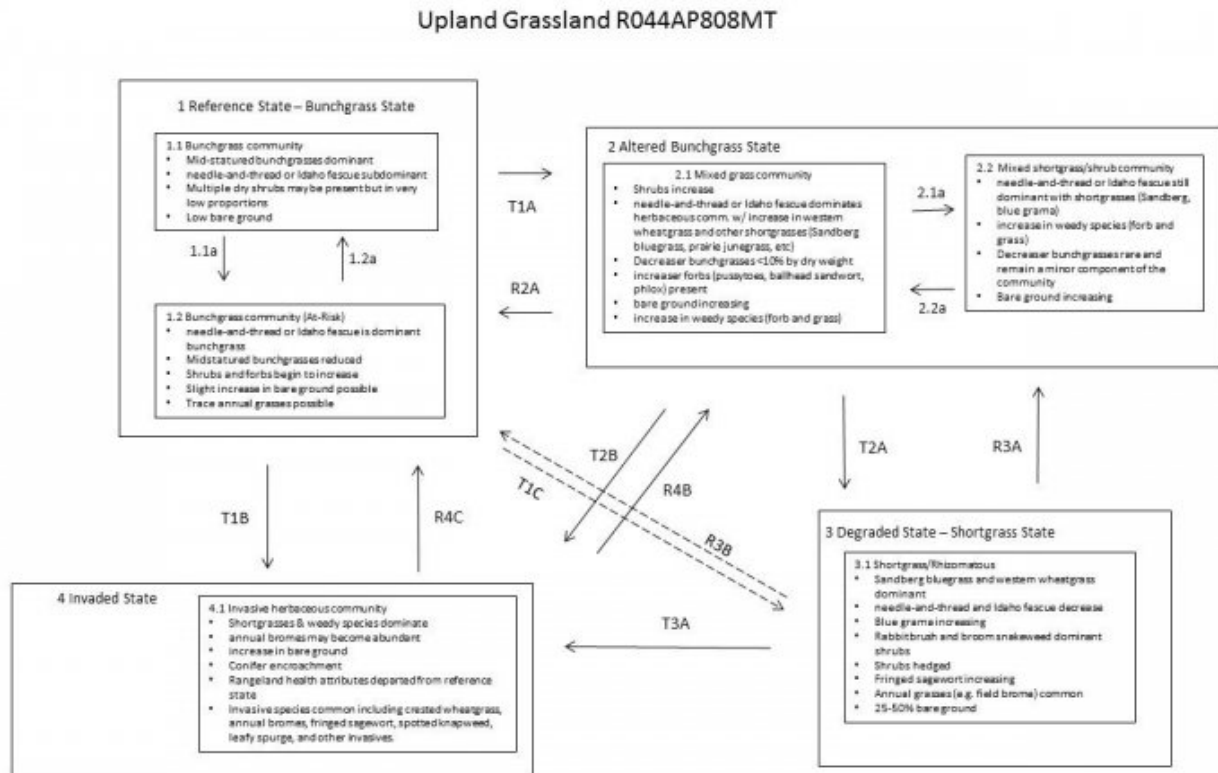 Upland Grassland R044AP808MT
1 Reference State – Bunchgrass State
1.1 Bunchgrass community
• Mid-statured bunchgrasses dominant
• needle-and-thread or Idaho fescue subdominant
• Multiple dry shrubs may be present but in very
low proportions
• Low bare ground
1.1a
1.2a
1.2 Bunchgrass community (At-Risk)
• needle-and-thread or Idaho fescue is dominant
bunchgrass
• Midstatured bunchgrasses reduced
• Shrubs and forbs begin to increase
• Slight increase in bare ground possible
• Trace annual grasses possible
T1A
R2A
2 Altered Bunchgrass State
2.1 Mixed grass community
• Shrubs increase
• needle-and-thread or Idaho fescue dominates
herbaceous comm. w/ increase in western
wheatgrass and other shortgrasses (Sandberg
bluegrass, prairie junegrass, etc)
• Decreaser bunchgrasses <10% by dry weight
• increaser forbs (pussytoes, ballhead sandwort,
phlox) present
• bare ground increasing
• increase in weedy species (forb and grass)
2.1a
2.2a
2.2 Mixed shortgrass/shrub community
• needle-and-thread or Idaho fescue still
dominant with shortgrasses (Sandberg,
blue grama)
• increase in weedy species (forb and
grass)
• Decreaser bunchgrasses rare and
remain a minor component of the
community
• Bare ground increasing
T1B
R4C
T1C
T2B
R4B
R3B
T2A
R3A
T3A
3 Degraded State – Shortgrass State
3.1 Shortgrass/Rhizomatous
• Sandberg bluegrass and western wheatgrass
dominant
• needle-and-thread and Idaho fescue decrease
• Blue grama increasing
• Rabbitbrush and broom snakeweed dominant
shrubs
• Shrubs hedged
• Fringed sagewort increasing
• Annual grasses (e.g. field brome) common
• 25-50% bare ground
4 Invaded State
4.1 Invasive herbaceous community
• Shortgrasses & weedy species dominate
• annual bromes may become abundant
• increase in bare ground
• Conifer encroachment
• Rangeland health attributes departed from reference
state
• Invasive species common including crested wheatgrass,
annual bromes, fringed sagewort, spotted knapweed,
leafy spurge, and other invasives.